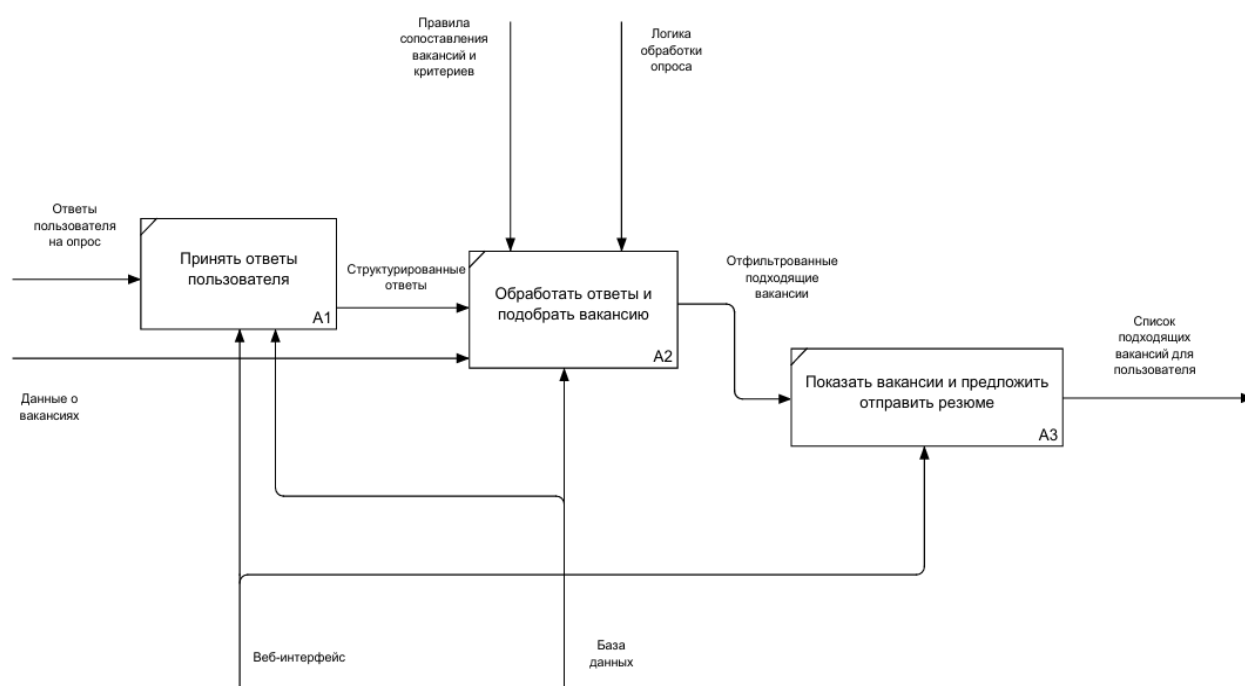 Правила
сопоставления
вакансий и
критериев
Логика
обработки
опроса
Ответы
пользователя
на опрос
Принять ответы
пользователя
A1
Структурированные
ответы
Обработать ответы и
подобрать вакансию
A2
Отфильтрованные
подходящие
вакансии
Список
подходящих
вакансий для
пользователя
Показать вакансии и предложить
отправить резюме
A3
Данные о
вакансиях
Веб-интерфейс
База
данных